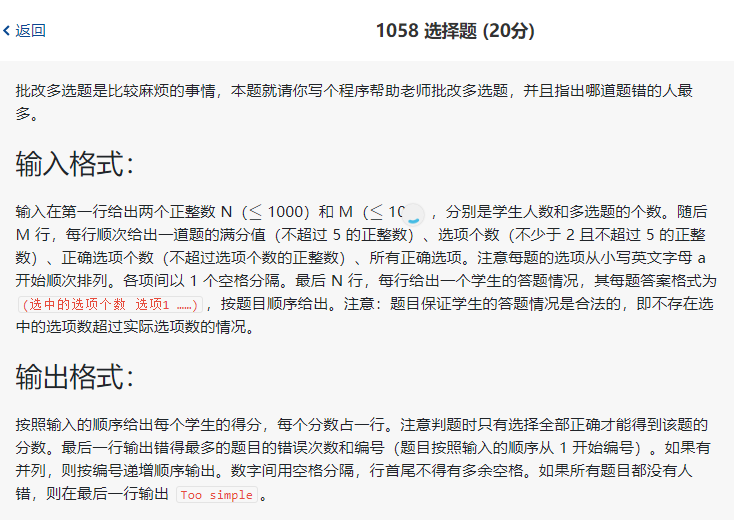 返回
1058 选择题 (20分)
批改多选题是比较麻烦的事情，本题就请你写个程序帮助老师批改多选题，并且指出哪道题错的人最
多。
输入格式：
输入在第一行给出两个正整数 N（≤ 1000）和 M（≤ 10 ，分别是学生人数和多选题的个数。随后
M 行，每行顺次给出一道题的满分值（不超过 5 的正整数）、选项个数（不少于 2 且不超过 5 的正整
数）、正确选项个数（不超过选项个数的正整数）、所有正确选项。注意每题的选项从小写英文字母 a
开始顺次排列。各项间以 1 个空格分隔。最后 N 行，每行给出一个学生的答题情况，其每题答案格式为
(选中的选项个数 选项1 ……)，按题目顺序给出。注意：题目保证学生的答题情况是合法的，即不存在选
中的选项数超过实际选项数的情况。
输出格式：
按照输入的顺序给出每个学生的得分，每个分数占一行。注意判题时只有选择全部正确才能得到该题的
分数。最后一行输出错得最多的题目的错误次数和编号（题目按照输入的顺序从 1 开始编号）。如果有
并列，则按编号递增顺序输出。数字间用空格分隔，行首尾不得有多余空格。如果所有题目都没有人
错，则在最后一行输出 Too simple。